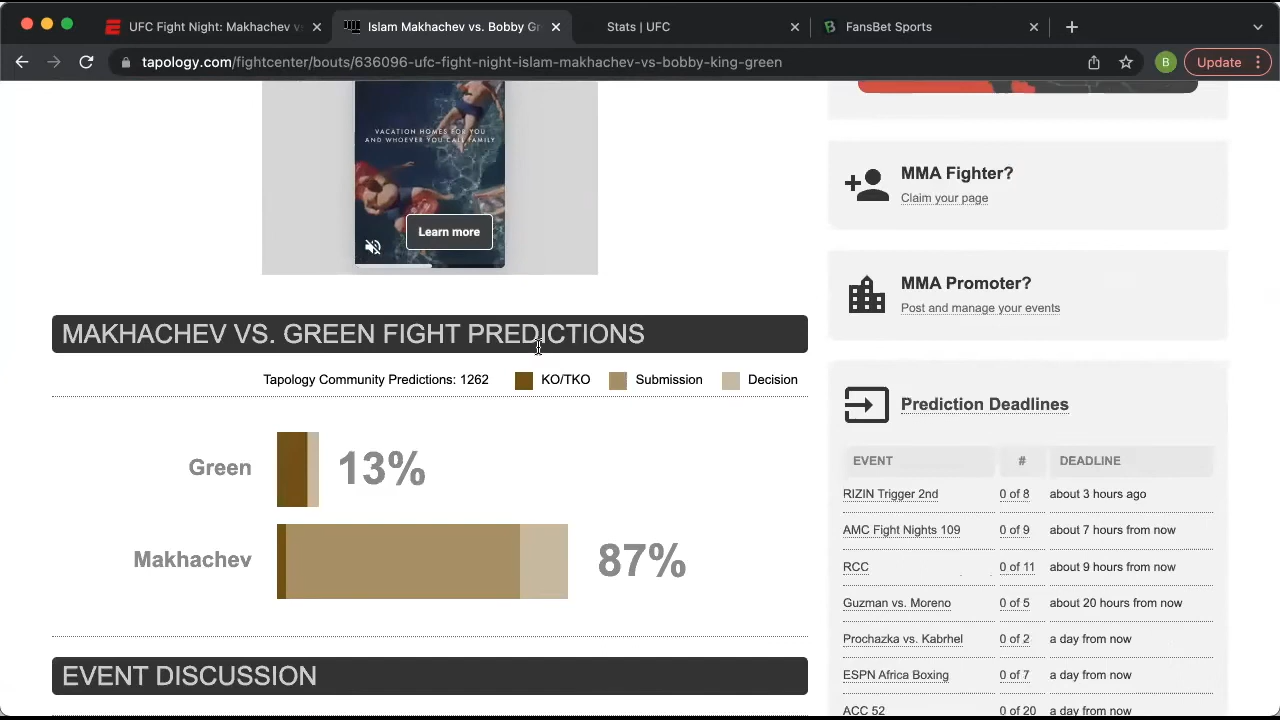 UFC Fight Night: Makhachev vs
Islam Makhachev vs. Bobby Gr
Stats | UFC
FansBet Sports
tapology.com/fightcenter/bouts/636096-ufc-fight-night-islam-makhachev-vs-bobby-king-green
B
Update
VACATION HOMES FOR YOU
AND WHOEVER YOU CALL FAMILY
Learn more
MAKHACHEV VS. GREEN FIGHT PREDICTIONS
Tapology Community Predictions: 1262
KO/TKO
Submission
Decision
Green
13%
Makhachev
87%
EVENT DISCUSSION
MMA Fighter?
Claim your page
MMA Promoter?
Post and manage your events
Prediction Deadlines
EVENT # DEADLINE
RIZIN Trigger 2nd 0 of 8 about 3 hours ago
AMC Fight Nights 109 0 of 9 about 7 hours from now
RCC 0 of 11 about 9 hours from now
Guzman vs. Moreno 0 of 5 about 20 hours from now
Prochazka vs. Kabrhel 0 of 2 a day from now
ESPN Africa Boxing 0 of 7 a day from now
ACC 52 0 of 20 a day from now